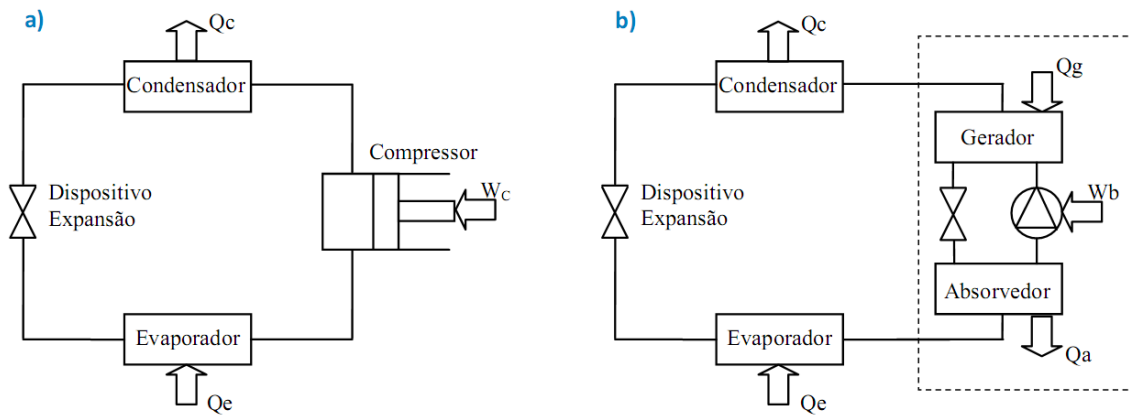 a)
Qc
Condensador
Compressor
Dispositivo
Expansão
Wc
Evaporador
Qe
b)
Qc
Condensador
Qg
Gerador
Dispositivo
Expansão
Wb
Absorvedor
Evaporador
Qa
Qe